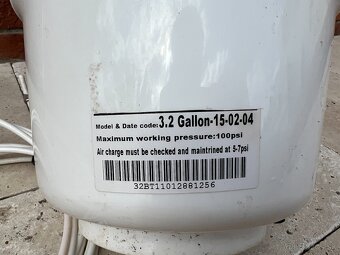 Model & Date code:3.2 Gallon-15-02-04
Maximum working pressure:100psi
Air charge must be checked and maintrined at 5-7psi
32BT11012881256